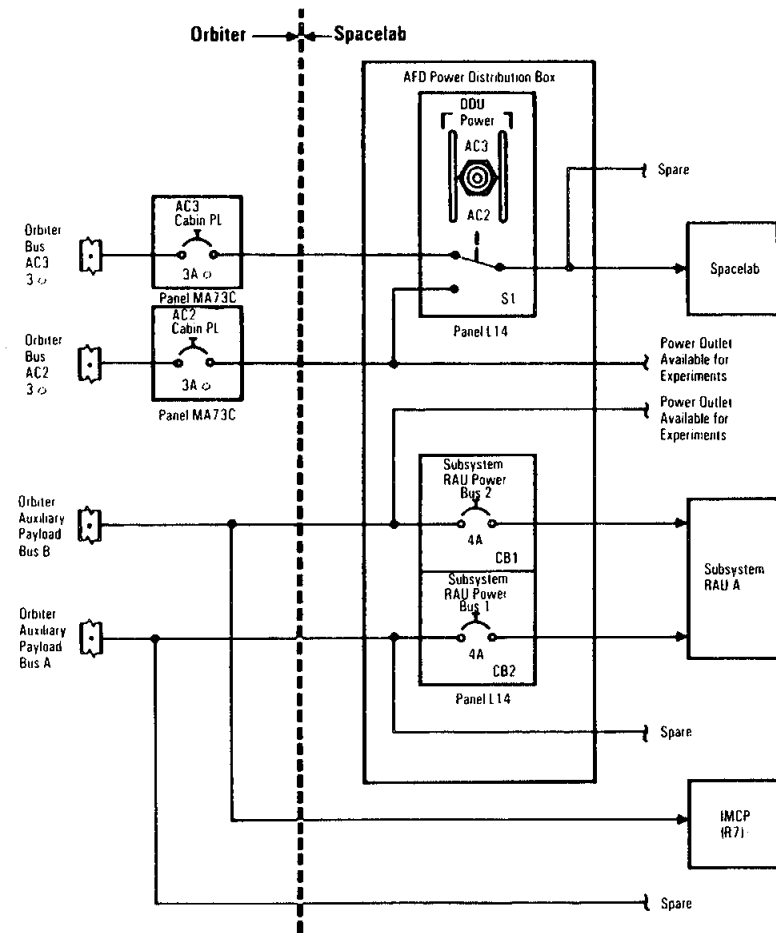 Orbiter
Spacelab
AFD Power Distribution Box
DDU
Power
AC3
AC2
S1
Panel L14
Spare
Spacelab
Orbiter
Bus
AC3
3 ⌀
AC3
Cabin PL
3A ⌀
Panel MA73C
Orbiter
Bus
AC2
3 ⌀
AC2
Cabin PL
3A ⌀
Panel MA73C
Power Outlet
Available for
Experiments
Power Outlet
Available for
Experiments
Orbiter
Auxiliary
Payload
Bus B
Subsystem
RAU Power
Bus 2
4A
CB1
Subsystem
RAU A
Orbiter
Auxiliary
Payload
Bus A
Subsystem
RAU Power
Bus 1
4A
CB2
Panel L14
Spare
IMCP
(R7)
Spare